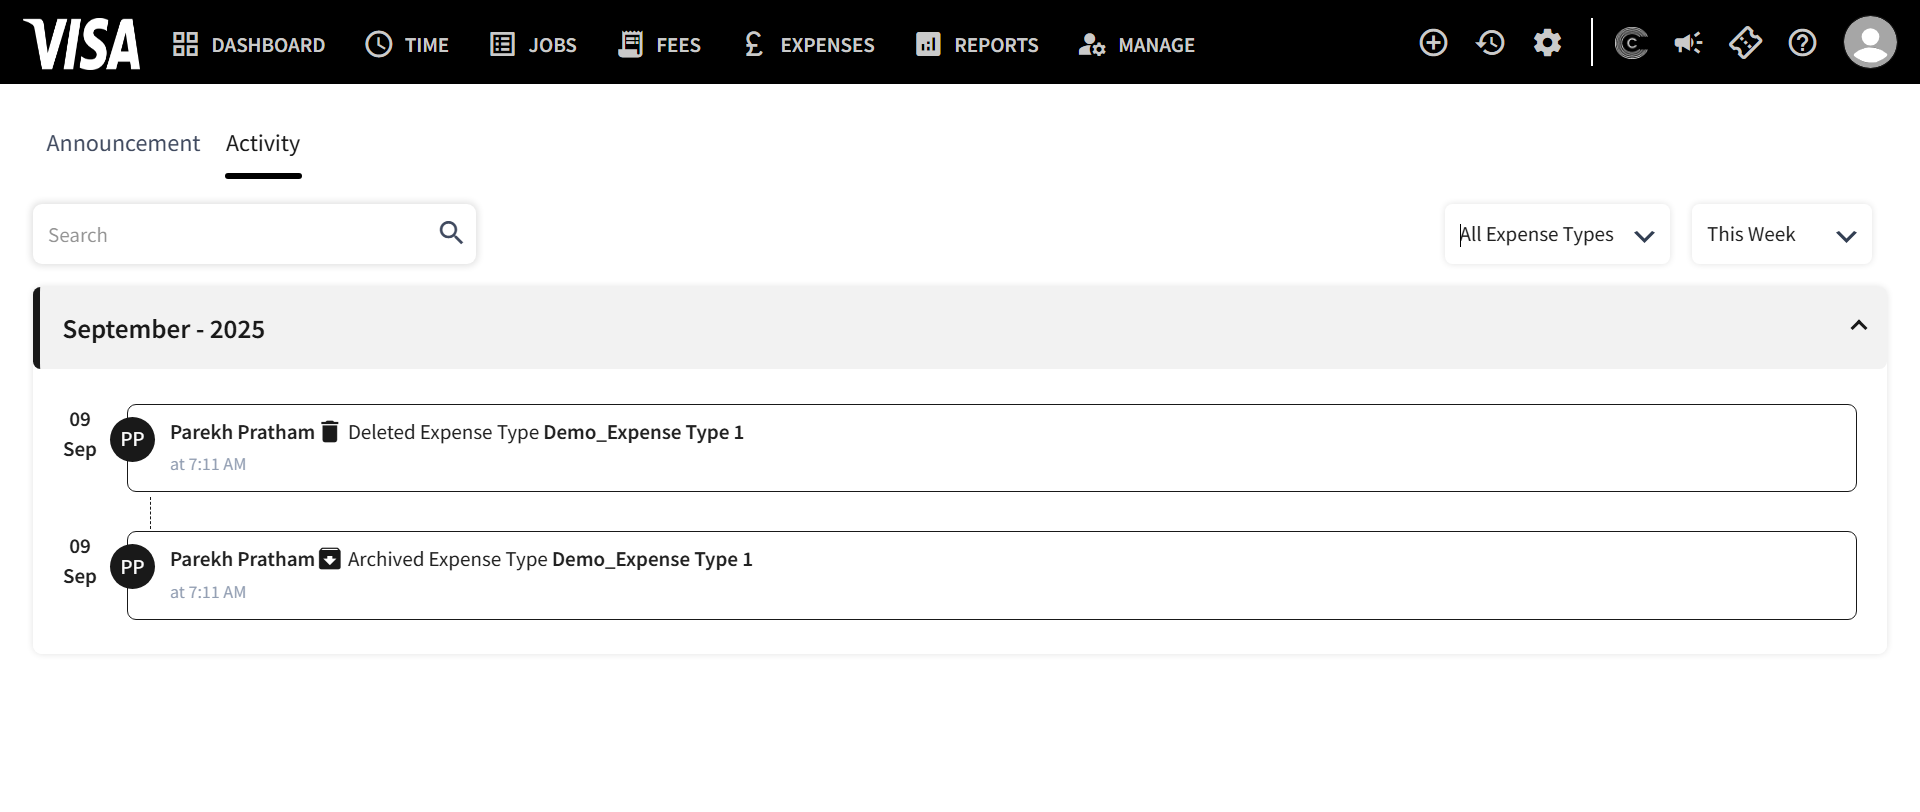 VISA DASHBOARD TIME JOBS FEES EXPENSES REPORTS MANAGE
Announcement Activity
Search All Expense Types This Week
September - 2025
09 Sep PP Parekh Pratham Deleted Expense Type Demo_Expense Type 1
at 7:11 AM
09 Sep PP Parekh Pratham Archived Expense Type Demo_Expense Type 1
at 7:11 AM